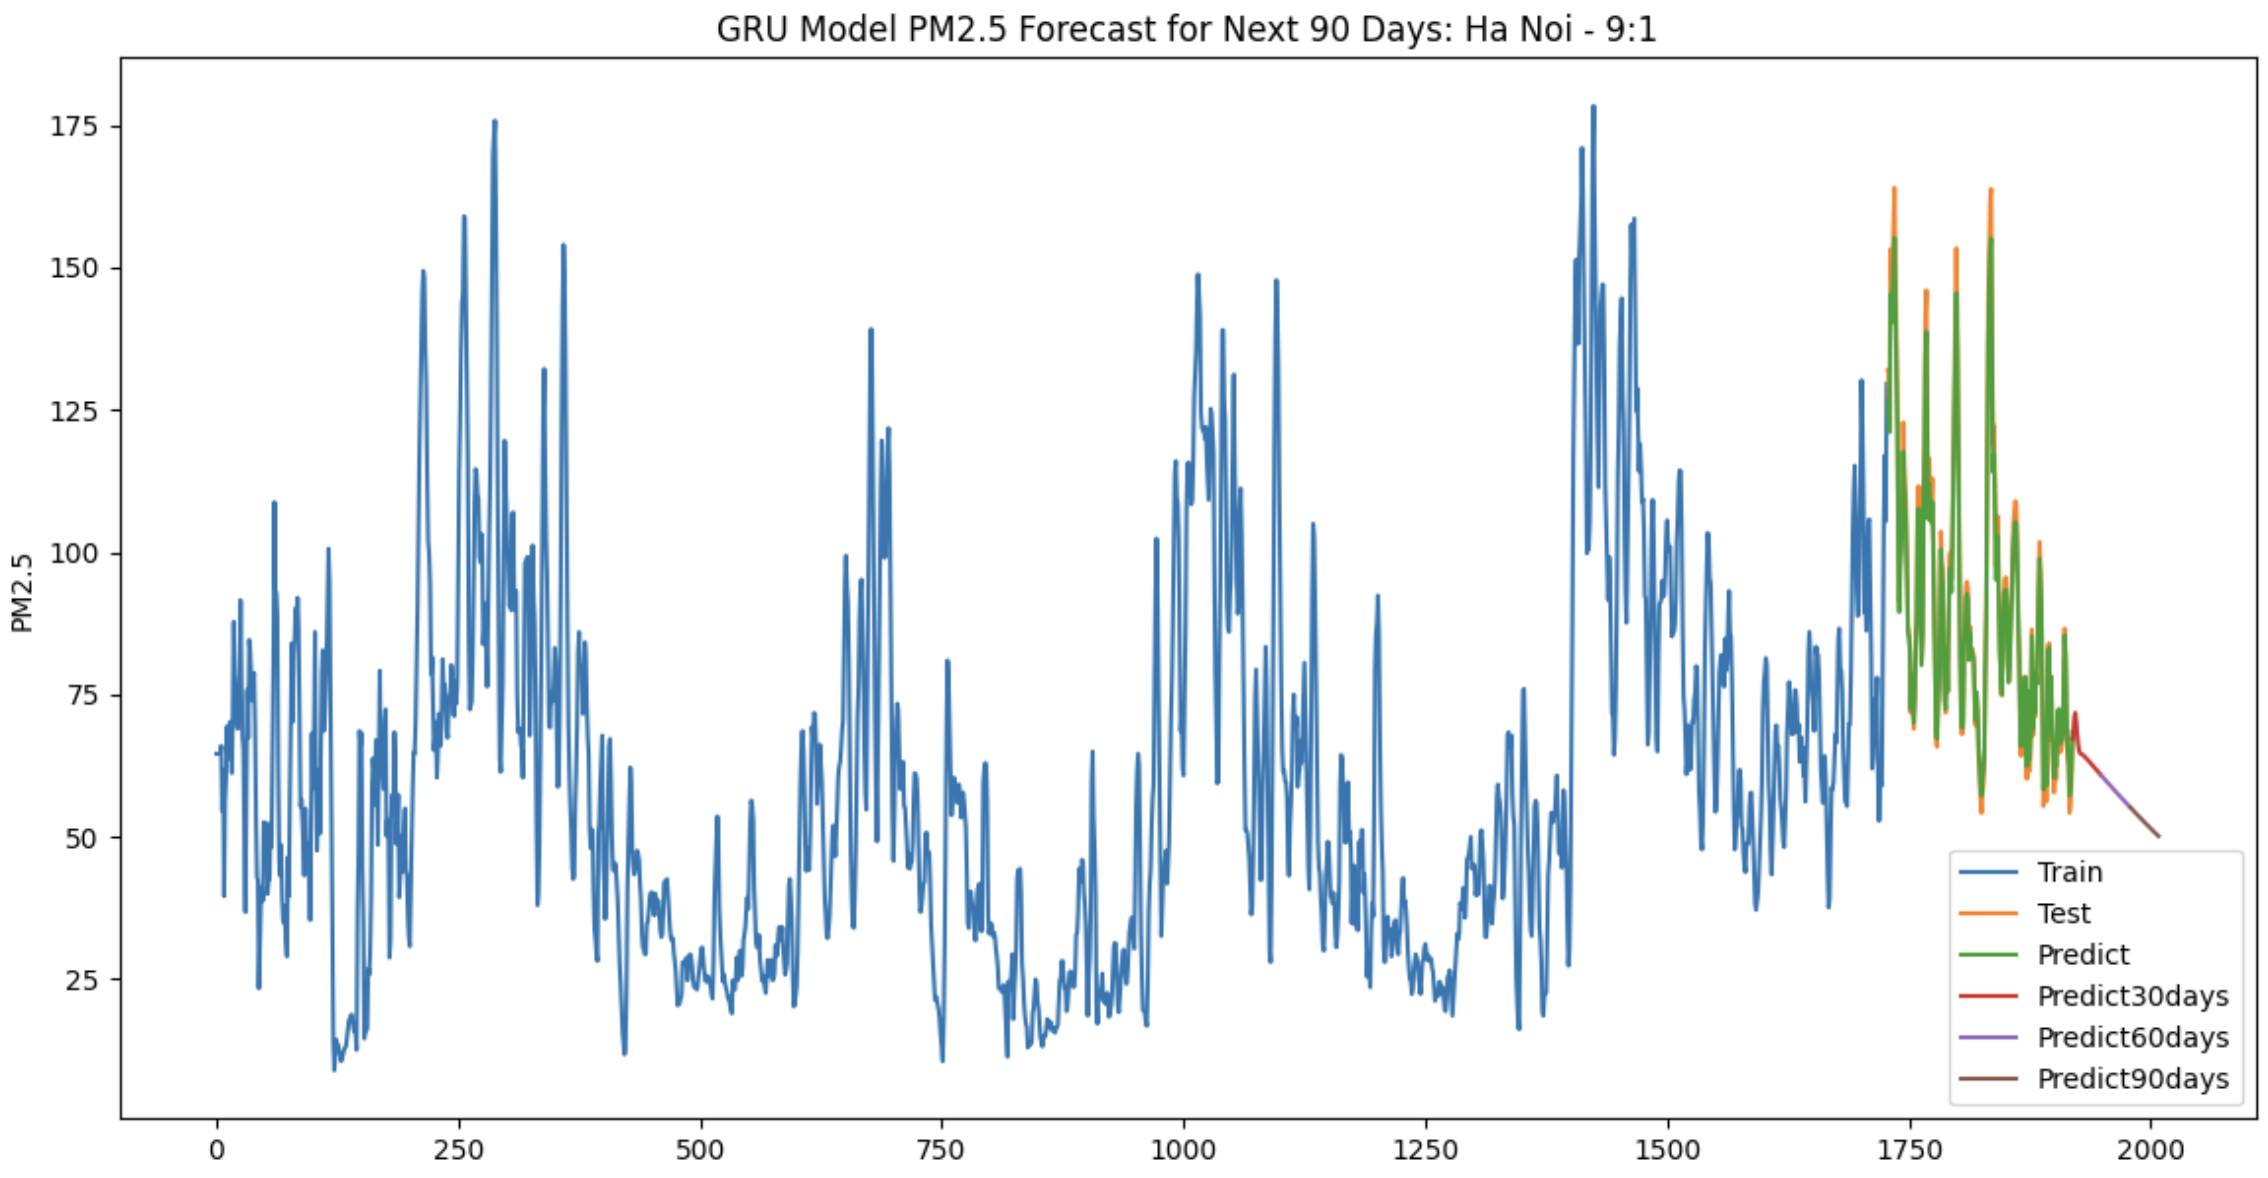 GRU Model PM2.5 Forecast for Next 90 Days: Ha Noi - 9:1
PM2.5
175
150
125
100
75
50
25
0
250
500
750
1000
1250
1500
1750
2000
Train
Test
Predict
Predict30days
Predict60days
Predict90days